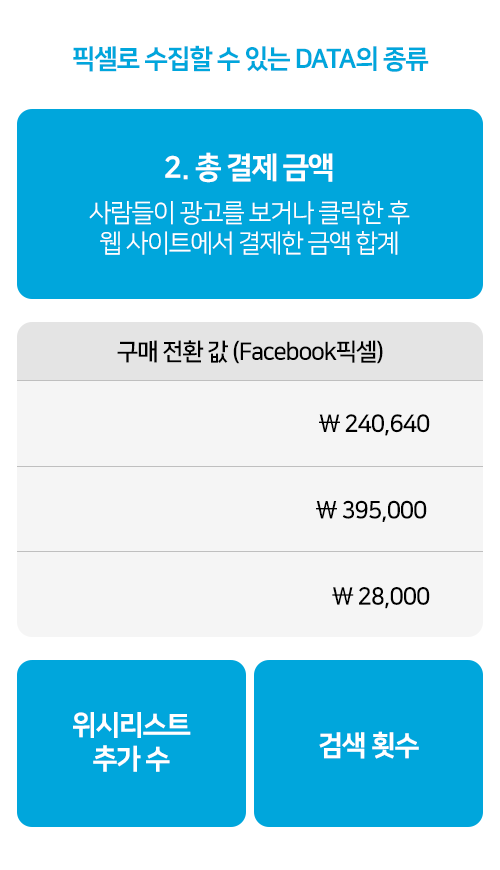 픽셀로 수집할 수 있는 DATA의 종류
2. 총 결제 금액
사람들이 광고를 보거나 클릭한 후
웹 사이트에서 결제한 금액 합계
구매 전환 값 (Facebook픽셀)
₩ 240,640
₩ 395,000
₩ 28,000
위시리스트
추가 수
검색 횟수